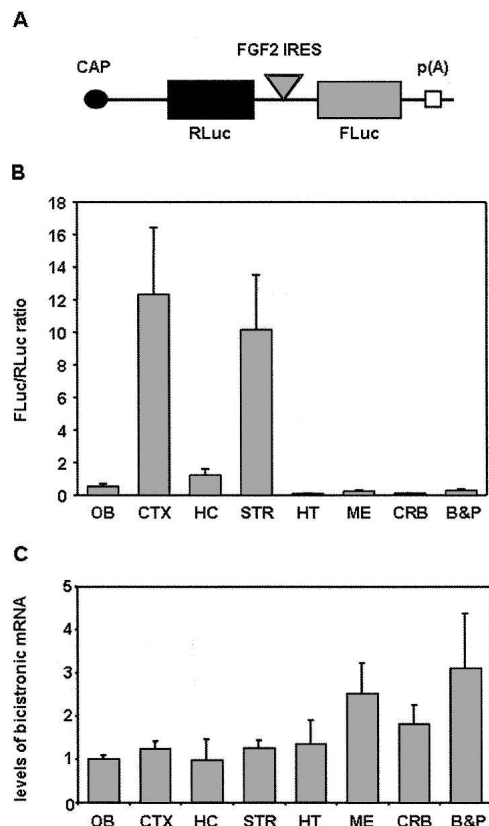 A
FGF2 IRES
CAP
p(A)
RLuc
FLuc
B
FLuc/RLuc ratio
18
16
14
12
10
8
6
4
2
0
OB CTX HC STR HT ME CRB B&P
C
levels of bicistronic mRNA
5
4
3
2
1
0
OB CTX HC STR HT ME CRB B&P